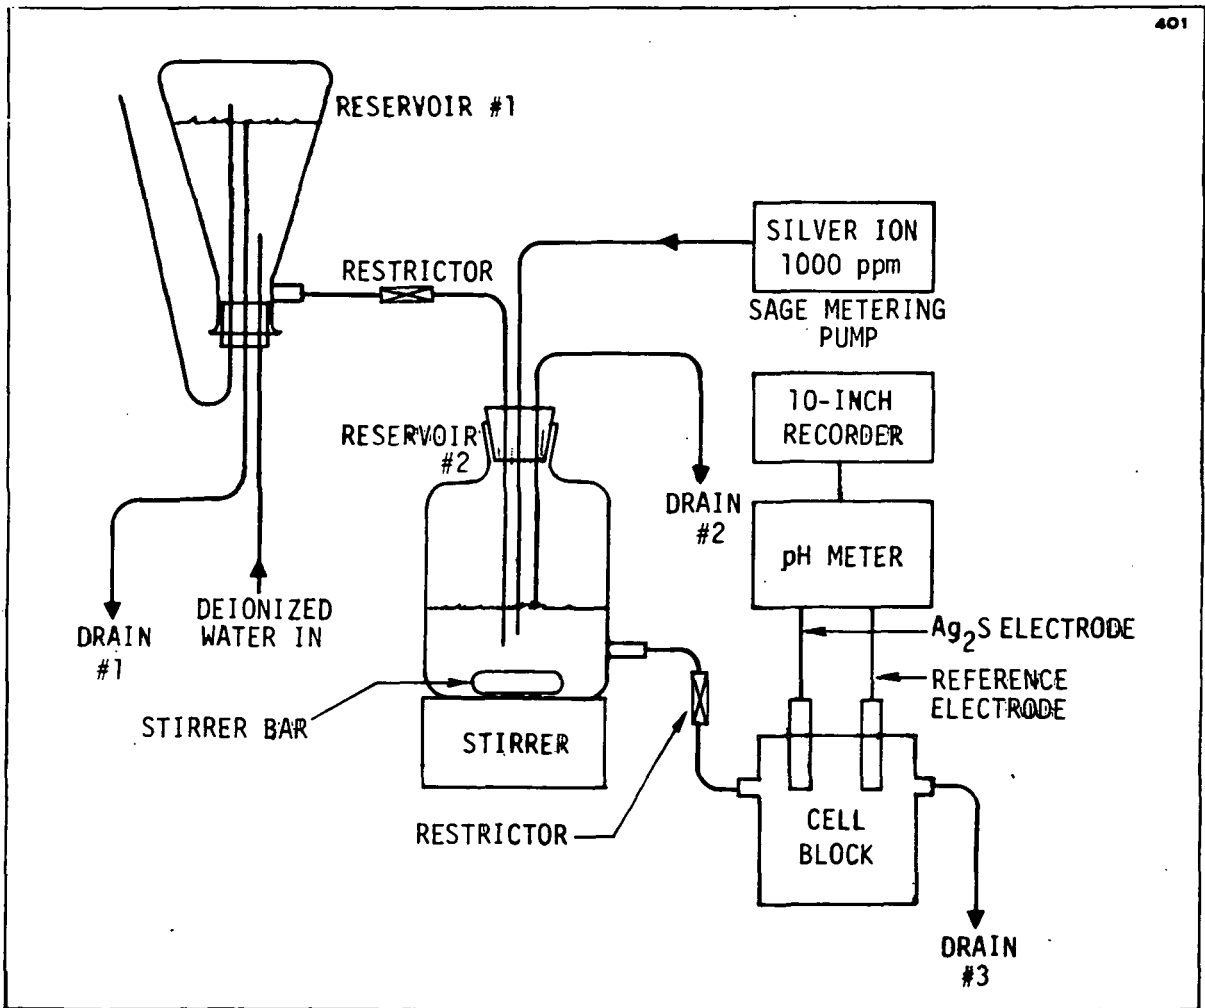 401
RESERVOIR #1
SILVER ION
1000 ppm
SAGE METERING
PUMP
RESTRICTOR
10-INCH
RECORDER
RESERVOIR
#2
DRAIN
#2
pH METER
DEIONIZED
WATER IN
DRAIN
#1
Ag₂S ELECTRODE
REFERENCE
ELECTRODE
STIRRER BAR
STIRRER
RESTRICTOR
CELL
BLOCK
DRAIN
#3